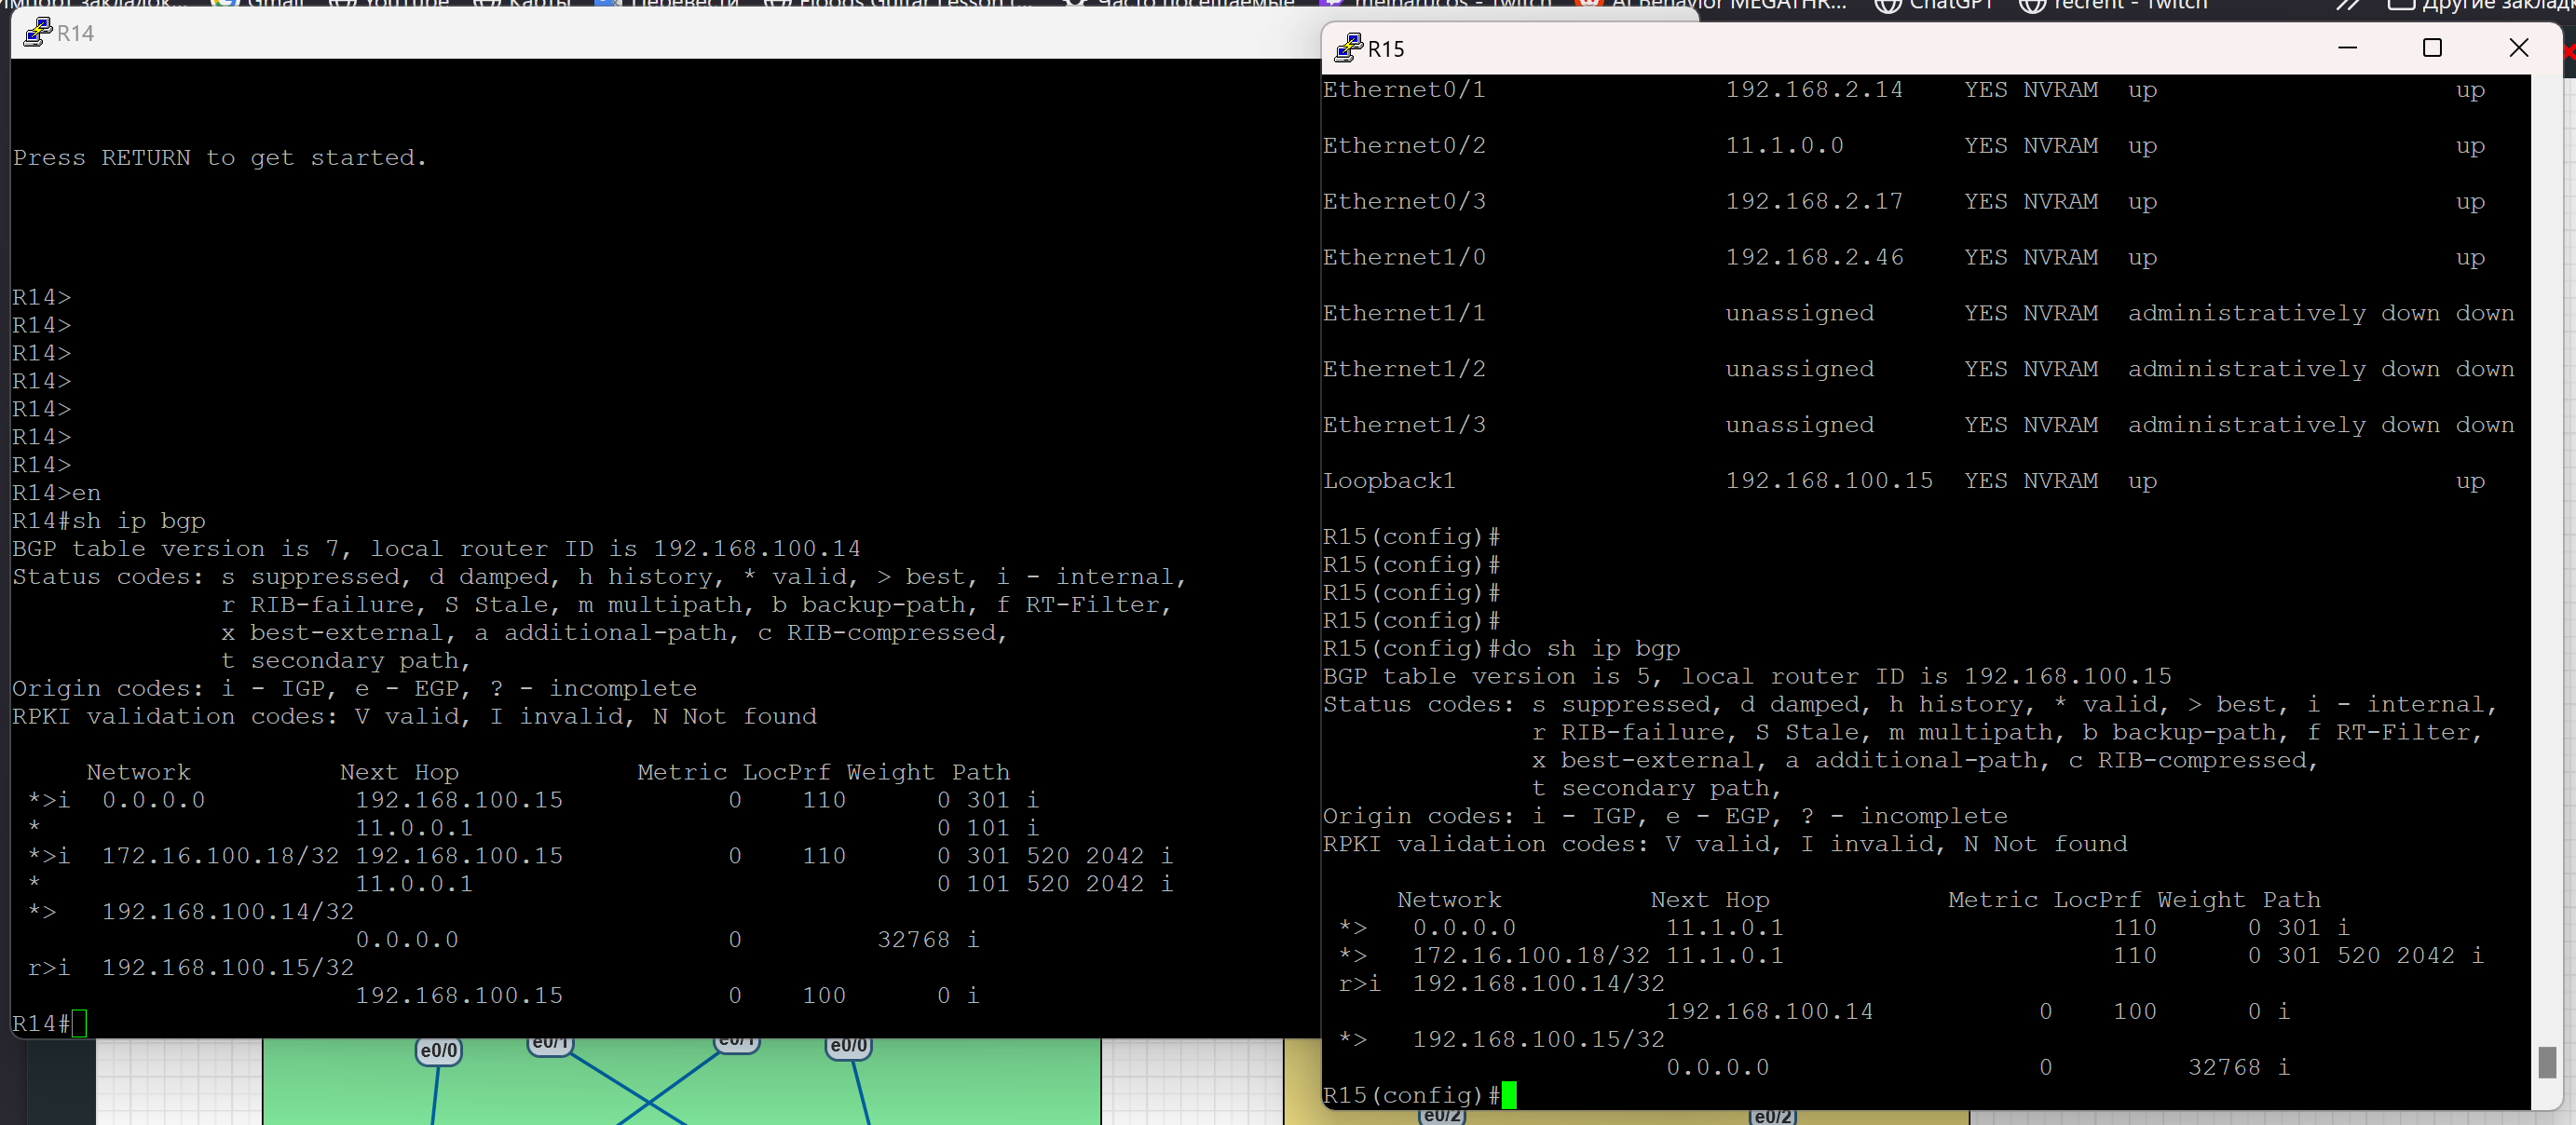 Gmail
YouTube
Карты
Перевести
Часто посещаемые
Twitch
ChatGPT
recrent - Twitch
R14
Press RETURN to get started.
R14>
R14>
R14>
R14>
R14>
R14>
R14>
R14>en
R14#sh ip bgp
BGP table version is 7, local router ID is 192.168.100.14
Status codes: s suppressed, d damped, h history, * valid, > best, i - internal,
r RIB-failure, S Stale, m multipath, b backup-path, f RT-Filter,
x best-external, a additional-path, c RIB-compressed,
t secondary path,
Origin codes: i - IGP, e - EGP, ? - incomplete
RPKI validation codes: V valid, I invalid, N Not found
Network Next Hop Metric LocPrf Weight Path
*>i 0.0.0.0 192.168.100.15 0 110 0 301 i
* 11.0.0.1 0 101 i
*>i 172.16.100.18/32 192.168.100.15 0 110 0 301 520 2042 i
* 11.0.0.1 0 101 520 2042 i
*> 192.168.100.14/32
0.0.0.0 0 32768 i
r>i 192.168.100.15/32
192.168.100.15 0 100 0 i
R14#
R15
Ethernet0/1 192.168.2.14 YES NVRAM up up
Ethernet0/2 11.1.0.0 YES NVRAM up up
Ethernet0/3 192.168.2.17 YES NVRAM up up
Ethernet1/0 192.168.2.46 YES NVRAM up up
Ethernet1/1 unassigned YES NVRAM administratively down down
Ethernet1/2 unassigned YES NVRAM administratively down down
Ethernet1/3 unassigned YES NVRAM administratively down down
Loopback1 192.168.100.15 YES NVRAM up up
R15(config)#
R15(config)#
R15(config)#
R15(config)#
R15(config)#do sh ip bgp
BGP table version is 5, local router ID is 192.168.100.15
Status codes: s suppressed, d damped, h history, * valid, > best, i - internal,
r RIB-failure, S Stale, m multipath, b backup-path, f RT-Filter,
x best-external, a additional-path, c RIB-compressed,
t secondary path,
Origin codes: i - IGP, e - EGP, ? - incomplete
RPKI validation codes: V valid, I invalid, N Not found
Network Next Hop Metric LocPrf Weight Path
*> 0.0.0.0 11.1.0.1 110 0 301 i
*> 172.16.100.18/32 11.1.0.1 110 0 301 520 2042 i
r>i 192.168.100.14/32
192.168.100.14 0 100 0 i
*> 192.168.100.15/32
0.0.0.0 0 32768 i
R15(config)#
e0/0
e0/1
e0/1
e0/0
e0/2
e0/2